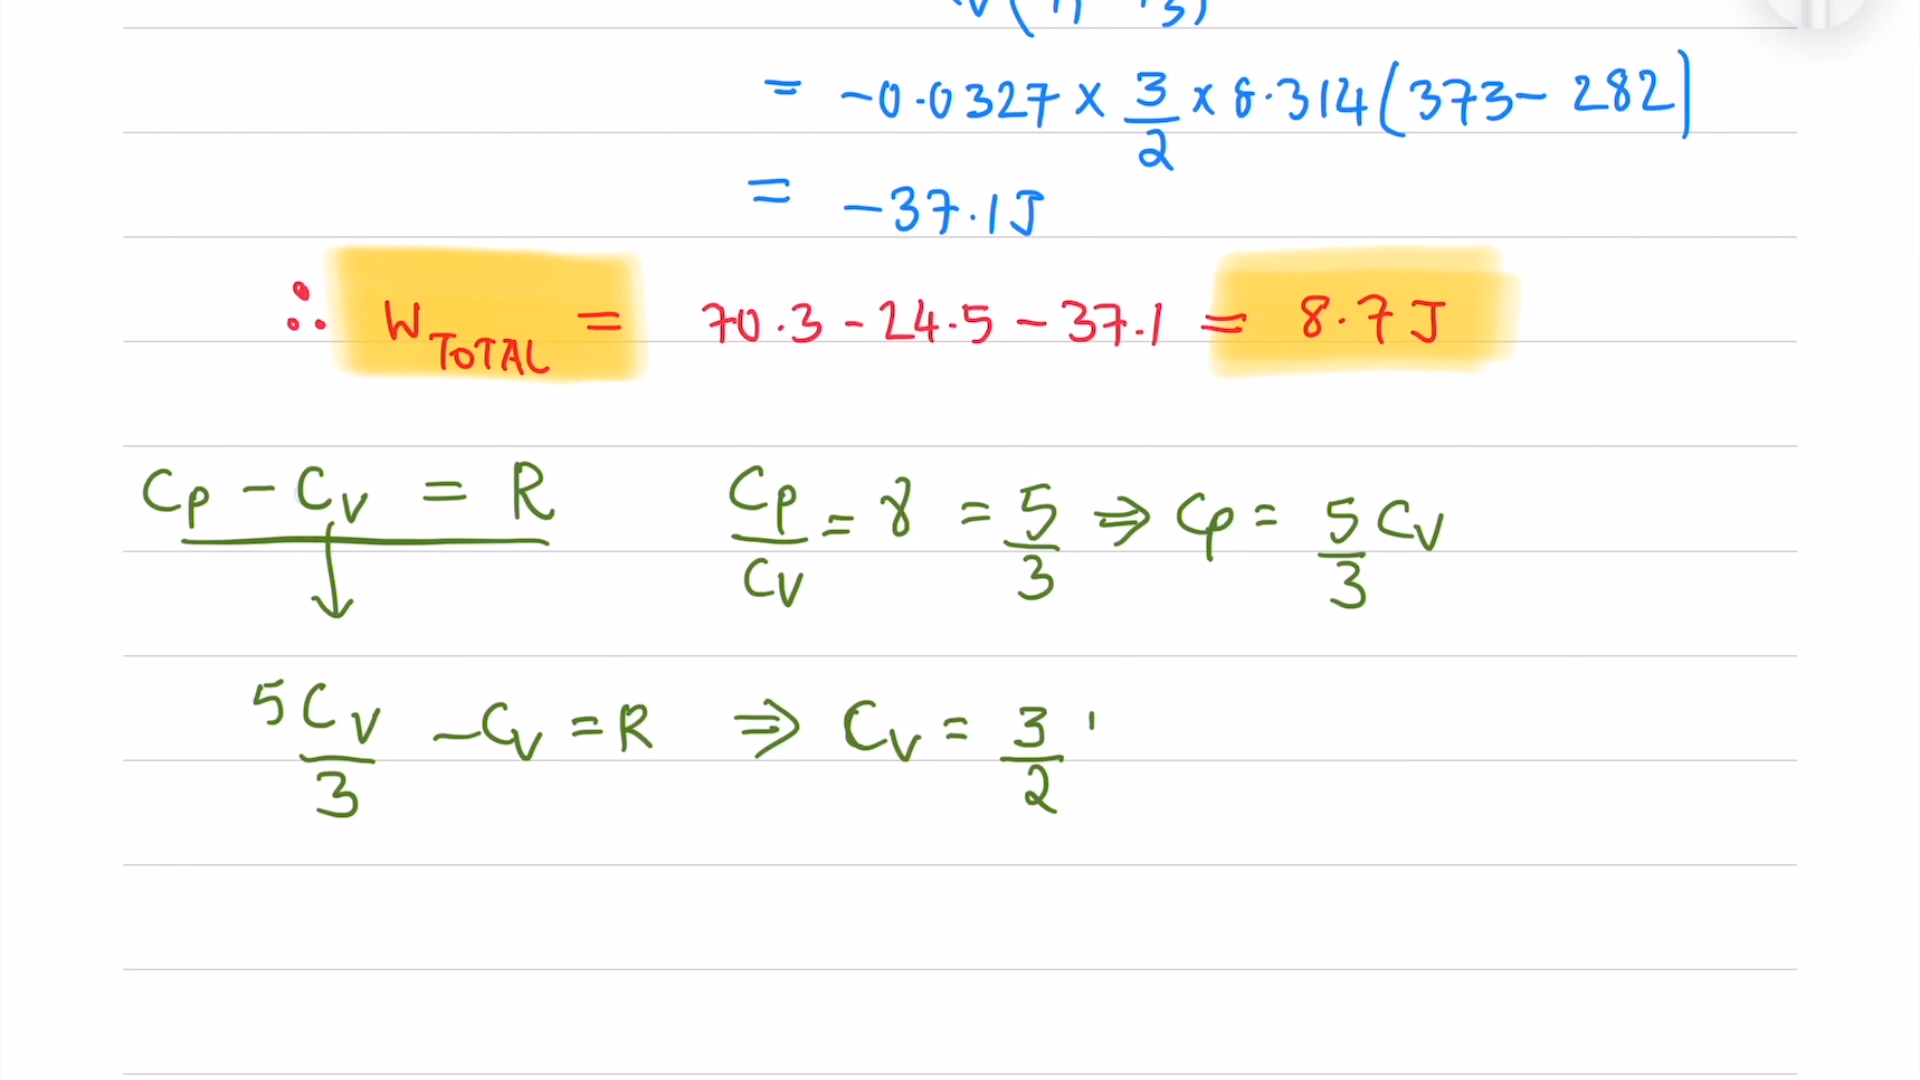 = -0.0327 × 3/2 × 8.314(373 - 282)
= -37.1J
∴ W_TOTAL = 70.3 - 24.5 - 37.1 = 8.7 J
Cp - Cv = R    Cp/Cv = γ = 5/3 ⇒ Cp = 5/3 Cv
5Cv/3 - Cv = R ⇒ Cv = 3/2